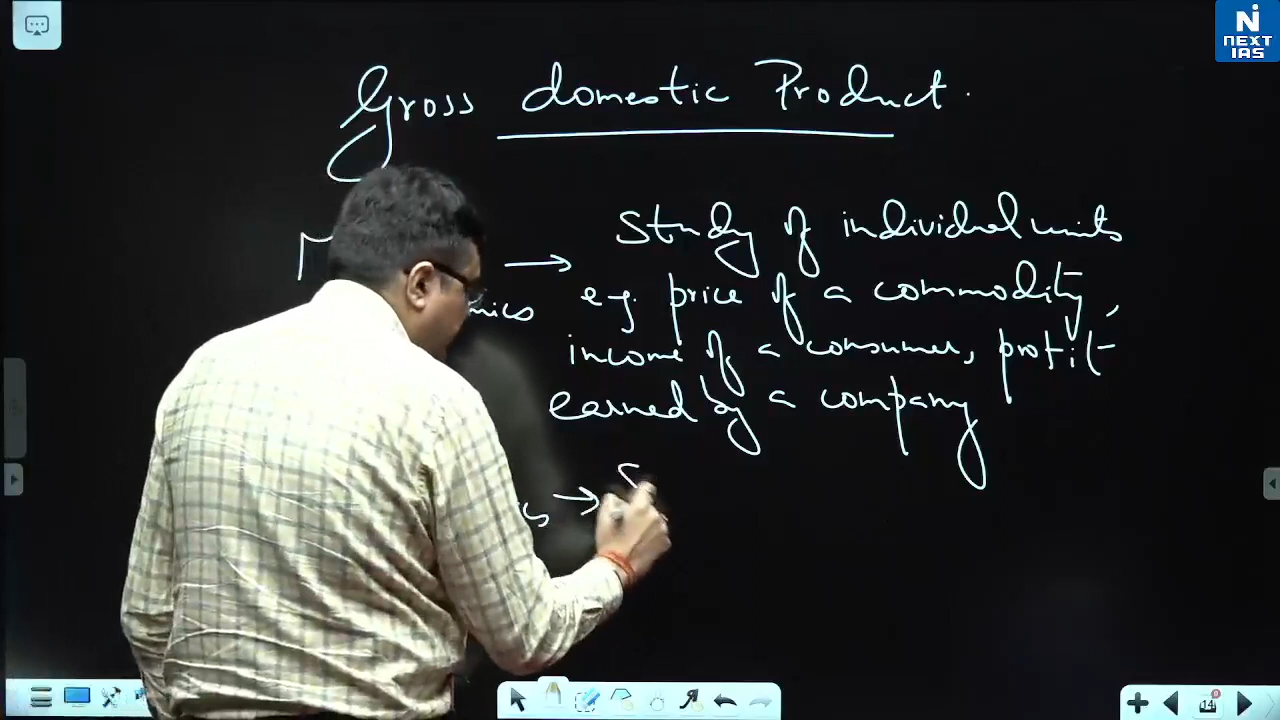 NEXT
IAS
Gross domestic Product.
Study of individual units
→
e.g. price of a commodity,
income of a consumer, profit
earned by a company
→ S
14